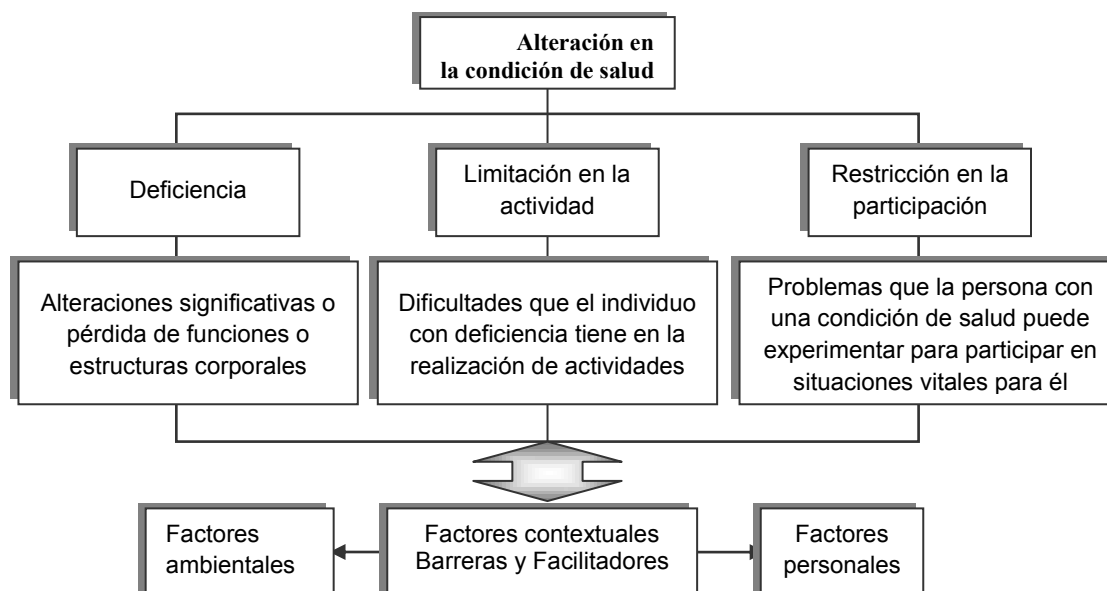 Alteración en
la condición de salud
Deficiencia
Limitación en la
actividad
Restricción en la
participación
Alteraciones significativas o
pérdida de funciones o
estructuras corporales
Dificultades que el individuo
con deficiencia tiene en la
realización de actividades
Problemas que la persona con
una condición de salud puede
experimentar para participar en
situaciones vitales para él
Factores
ambientales
Factores contextuales
Barreras y Facilitadores
Factores
personales